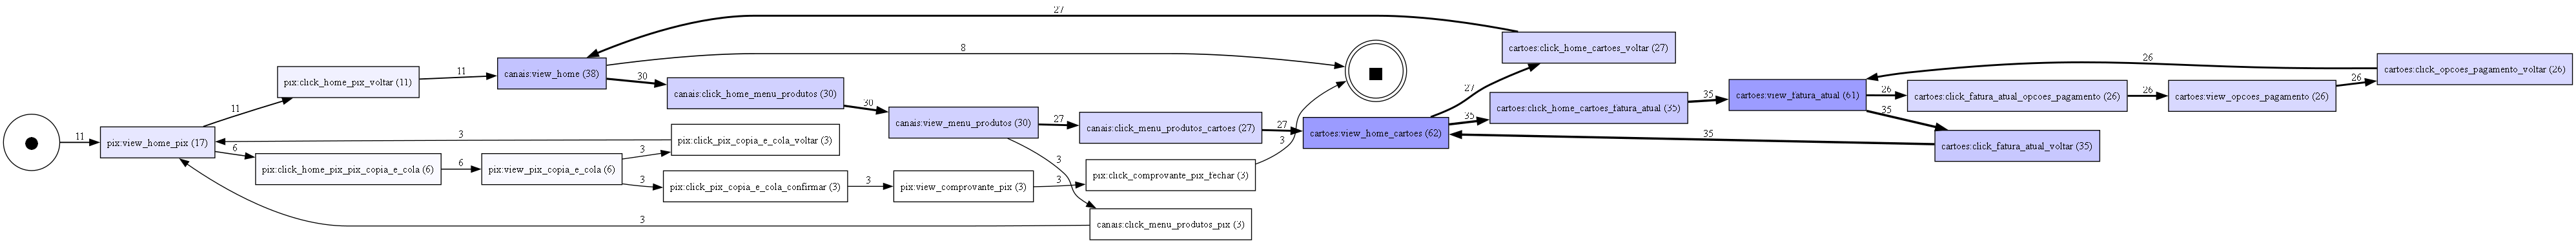 27
8
11
11
11
3
6
6
3
3
3
3
3
3
3
30
30
27
27
27
35
35
35
35
26
26
26
26
pix:view_home_pix (17)
pix:click_home_pix_voltar (11)
pix:click_home_pix_pix_copia_e_cola (6)
canais:view_home (38)
pix:view_pix_copia_e_cola (6)
canais:click_home_menu_produtos (30)
pix:click_pix_copia_e_cola_voltar (3)
pix:click_pix_copia_e_cola_confirmar (3)
canais:view_menu_produtos (30)
pix:view_comprovante_pix (3)
canais:click_menu_produtos_cartoes (27)
pix:click_comprovante_pix_fechar (3)
canais:click_menu_produtos_pix (3)
cartoes:view_home_cartoes (62)
cartoes:click_home_cartoes_voltar (27)
cartoes:click_home_cartoes_fatura_atual (35)
cartoes:view_fatura_atual (61)
cartoes:click_fatura_atual_opcoes_pagamento (26)
cartoes:click_fatura_atual_voltar (35)
cartoes:view_opcoes_pagamento (26)
cartoes:click_opcoes_pagamento_voltar (26)